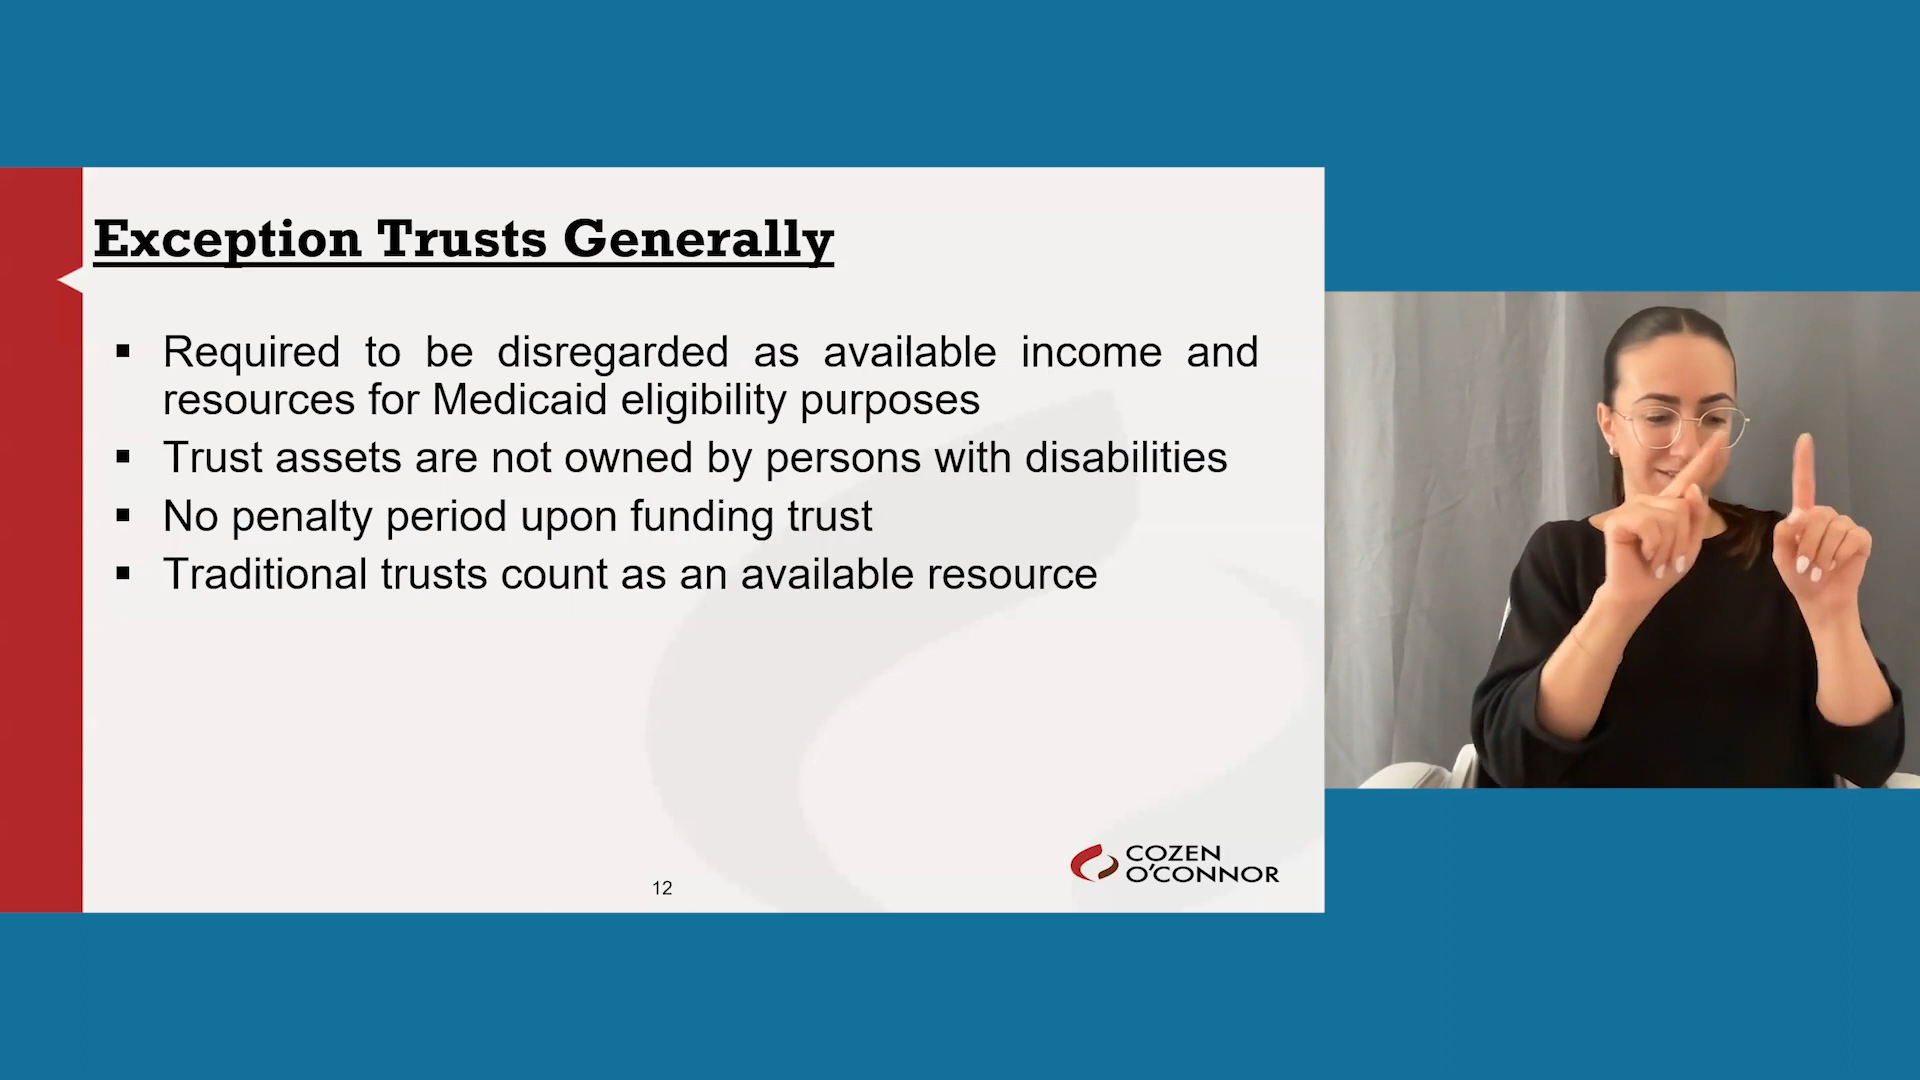 Exception Trusts Generally
▪ Required to be disregarded as available income and
resources for Medicaid eligibility purposes
▪ Trust assets are not owned by persons with disabilities
▪ No penalty period upon funding trust
▪ Traditional trusts count as an available resource
12
COZEN
O'CONNOR